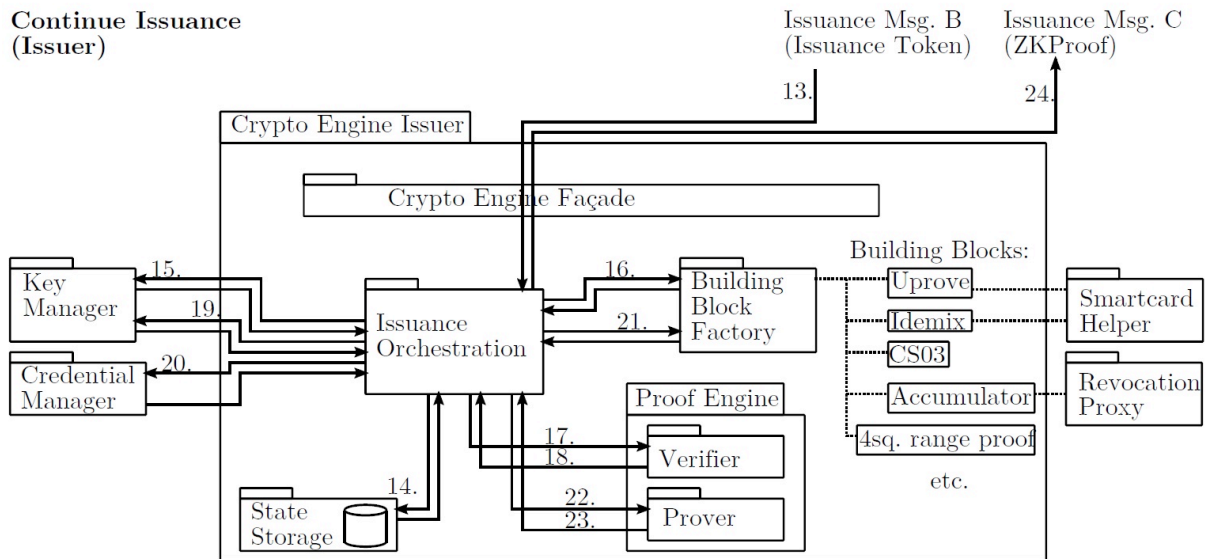 Continue Issuance
(Issuer)
Issuance Msg. B
(Issuance Token)
Issuance Msg. C
(ZKProof)
13.
24.
Crypto Engine Issuer
Crypto Engine Façade
Key
Manager
15.
19.
Credential
Manager
20.
Issuance
Orchestration
16.
21.
Building
Block
Factory
Building Blocks:
Uprove
Idemix
CS03
Accumulator
4sq. range proof
etc.
Smartcard
Helper
Revocation
Proxy
Proof Engine
Verifier
Prover
17.
18.
22.
23.
14.
State
Storage